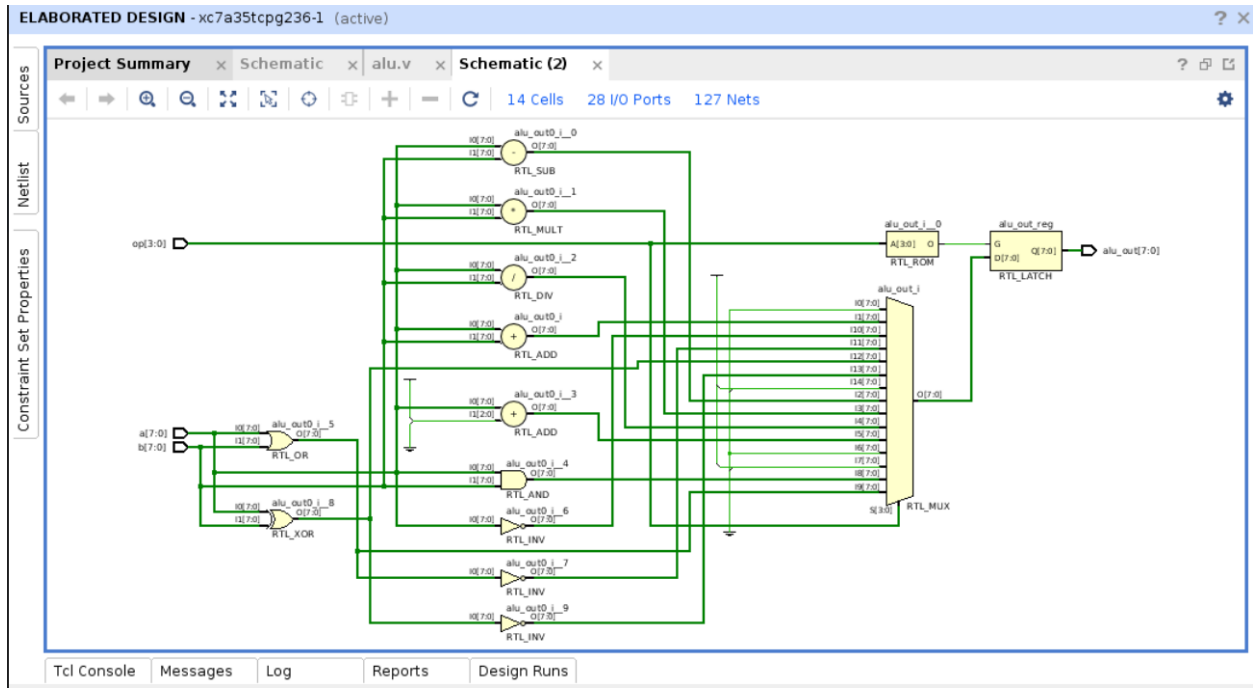 ELABORATED DESIGN - xc7a35tcpg236-1 (active)
Sources
Netlist
Constraint Set Properties
Project Summary
Schematic
alu.v
Schematic (2)
14 Cells 28 I/O Ports 127 Nets
alu_out0_i__0
I0[7:0]
I1[7:0]
O[7:0]
RTL_SUB
alu_out0_i__1
I0[7:0]
I1[7:0]
O[7:0]
RTL_MULT
op[3:0]
alu_out0_i__2
I0[7:0]
I1[7:0]
O[7:0]
RTL_DIV
alu_out0_i
I0[7:0]
I1[7:0]
O[7:0]
RTL_ADD
alu_out0_i__3
I0[7:0]
I1[2:0]
O[7:0]
RTL_ADD
a[7:0]
b[7:0]
alu_out0_i__5
I0[7:0]
I1[7:0]
O[7:0]
RTL_OR
alu_out0_i__4
I0[7:0]
I1[7:0]
O[7:0]
RTL_AND
alu_out0_i__8
I0[7:0]
I1[7:0]
O[7:0]
RTL_XOR
alu_out0_i__6
I0[7:0]
O[7:0]
RTL_INV
alu_out0_i__7
I0[7:0]
O[7:0]
RTL_INV
alu_out0_i__9
I0[7:0]
O[7:0]
RTL_INV
alu_out_i__0
A[3:0] O
RTL_ROM
alu_out_reg
G
D[7:0]
Q[7:0]
RTL_LATCH
alu_out[7:0]
alu_out_i
I0[7:0]
I1[7:0]
I10[7:0]
I11[7:0]
I12[7:0]
I13[7:0]
I14[7:0]
I2[7:0]
I3[7:0]
I4[7:0]
I5[7:0]
I6[7:0]
I7[7:0]
I8[7:0]
I9[7:0]
O[7:0]
S[3:0]
RTL_MUX
Tcl Console
Messages
Log
Reports
Design Runs